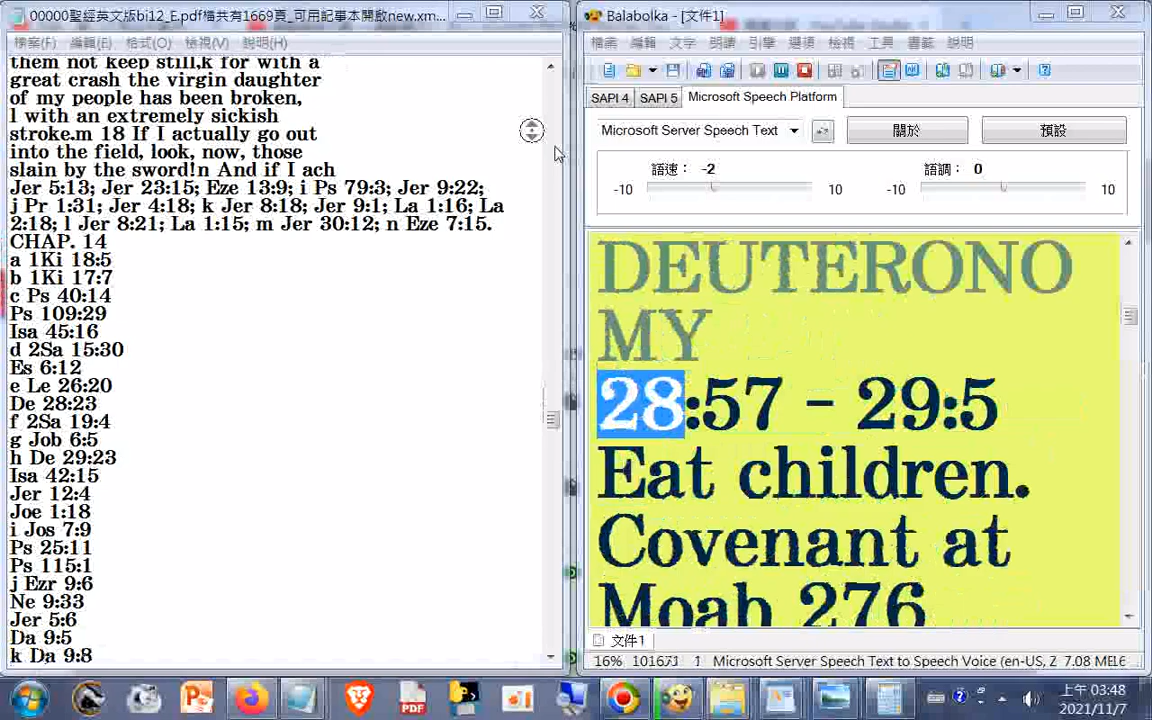 00000聖經英文版bi12_E.pdf檔共有1669頁_可用記事本開啟new.xm...
檔案(F) 編輯(E) 格式(O) 檢視(V) 說明(H)
them not keep still,k for with a
great crash the virgin daughter
of my people has been broken,
l with an extremely sickish
stroke.m 18 If I actually go out
into the field, look, now, those
slain by the sword!n And if I ach
Jer 5:13; Jer 23:15; Eze 13:9; i Ps 79:3; Jer 9:22;
j Pr 1:31; Jer 4:18; k Jer 8:18; Jer 9:1; La 1:16; La
2:18; l Jer 8:21; La 1:15; m Jer 30:12; n Eze 7:15.
CHAP. 14
a 1Ki 18:5
b 1Ki 17:7
c Ps 40:14
Ps 109:29
Isa 45:16
d 2Sa 15:30
Es 6:12
e Le 26:20
De 28:23
f 2Sa 19:4
g Job 6:5
h De 29:23
Isa 42:15
Jer 12:4
Joe 1:18
i Jos 7:9
Ps 25:11
Ps 115:1
j Ezr 9:6
Ne 9:33
Jer 5:6
Da 9:5
k Da 9:8
Balabolka - [文件1]
檔案 編輯 文字 朗讀 引擎 選項 檢視 工具 書籤 說明
SAPI 4 SAPI 5 Microsoft Speech Platform
Microsoft Server Speech Text 關於 預設
語速： -2 語調： 0
-10 10 -10 10
DEUTERONO
MY
28:57 - 29:5
Eat children.
Covenant at
Moab 276
文件1
16% 1 Microsoft Server Speech Text to Speech Voice (en-US, Z 7.08
上午 03:48
2021/11/7